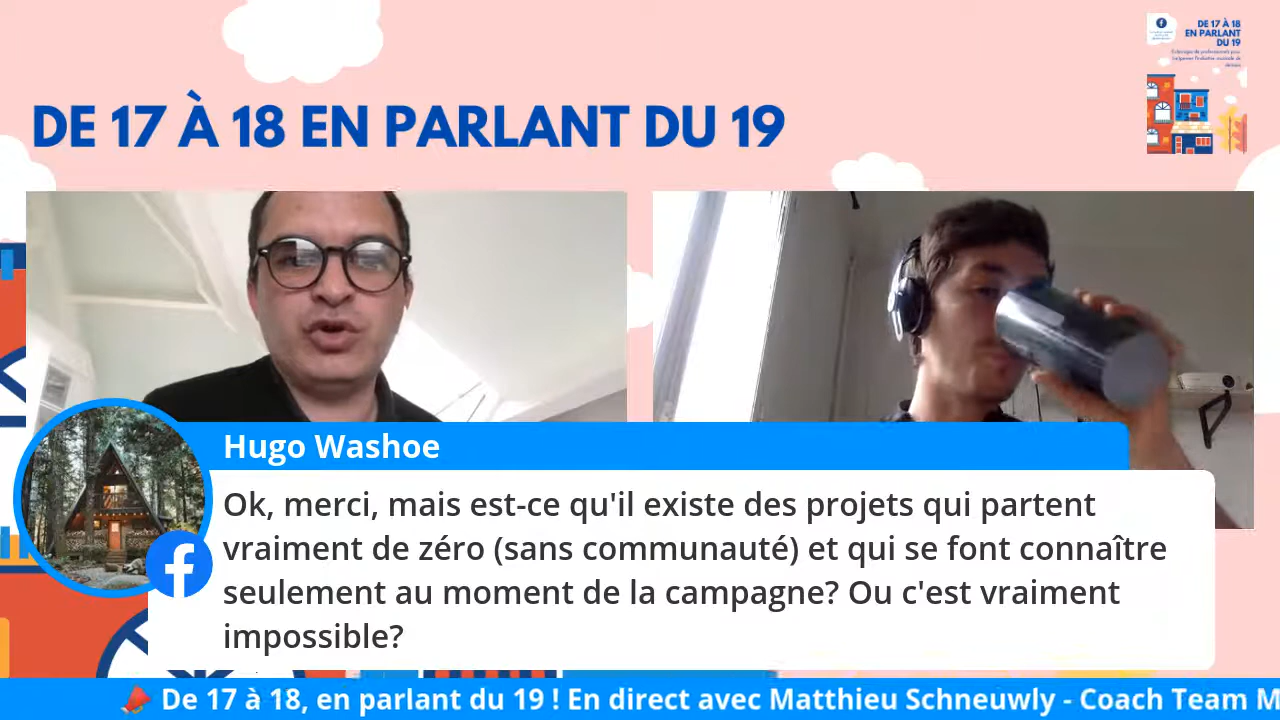 DE 17 À 18
EN PARLANT
DU 19
DE 17 À 18 EN PARLANT DU 19
Hugo Washoe
Ok, merci, mais est-ce qu'il existe des projets qui partent
vraiment de zéro (sans communauté) et qui se font connaître
seulement au moment de la campagne? Ou c'est vraiment
impossible?
📣 De 17 à 18, en parlant du 19 ! En direct avec Matthieu Schneuwly - Coach Team M